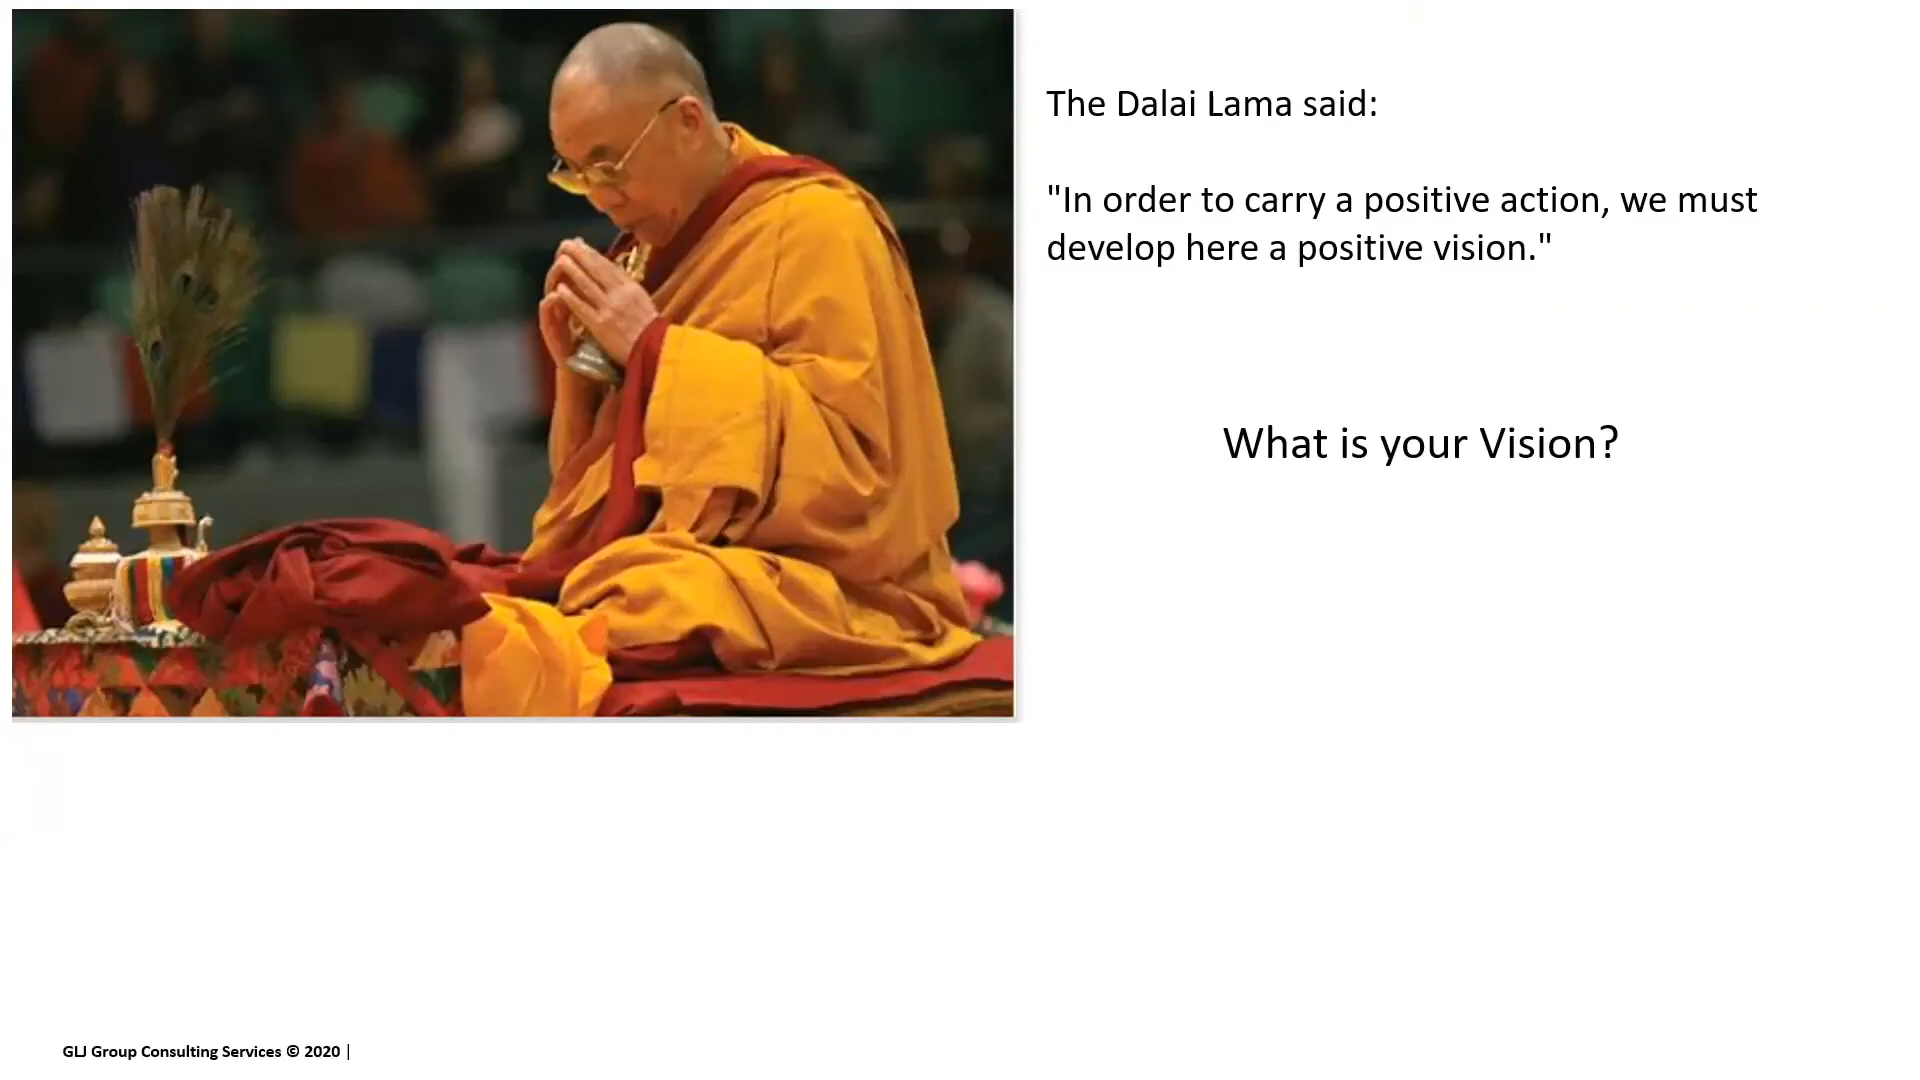 The Dalai Lama said:
"In order to carry a positive action, we must
develop here a positive vision."
What is your Vision?
GLJ Group Consulting Services © 2020 |